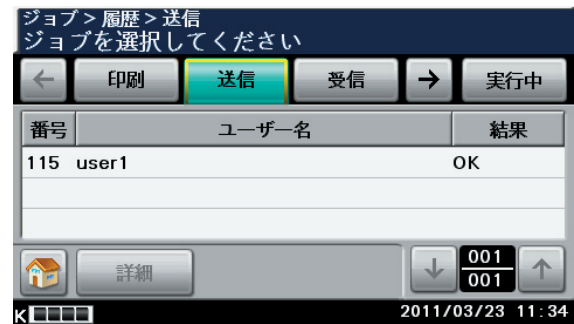 ジョブ > 履歴 > 送信
ジョブを選択してください
← 印刷 送信 受信 → 実行中
番号 ユーザー名 結果
115 user1 OK
詳細 ↓ 001 ↑
001
K 2011/03/23 11:34